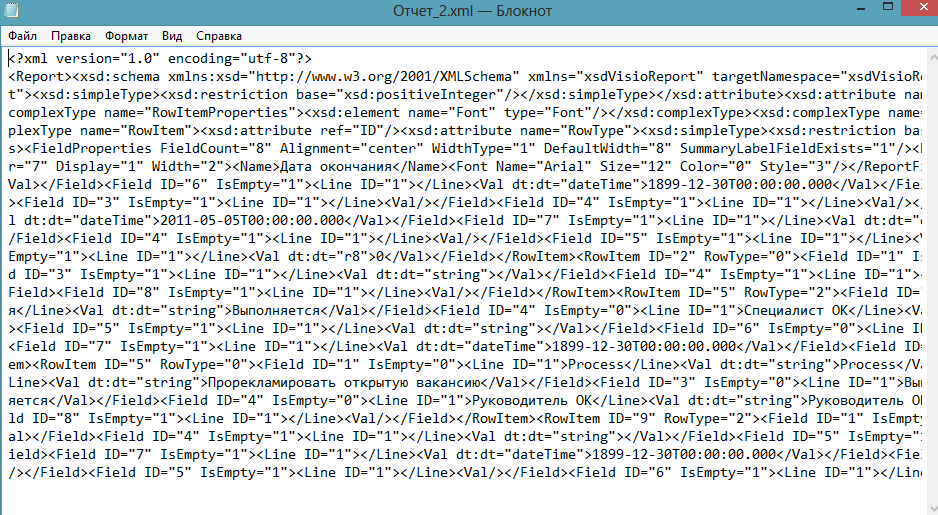 Отчет_2.xml — Блокнот
Файл Правка Формат Вид Справка
<?xml version="1.0" encoding="utf-8"?>
<Report><xsd:schema xmlns:xsd="http://www.w3.org/2001/XMLSchema" xmlns="xsdVisioReport" targetNamespace="xsdVisioRe
t"><xsd:simpleType><xsd:restriction base="xsd:positiveInteger"/></xsd:simpleType></xsd:attribute><xsd:attribute nam
complexType name="RowItemProperties"><xsd:element name="Font" type="Font"/></xsd:complexType><xsd:complexType name=
plexType name="RowItem"><xsd:attribute ref="ID"/><xsd:attribute name="RowType"><xsd:simpleType><xsd:restriction bas
s><FieldProperties FieldCount="8" Alignment="center" WidthType="1" DefaultWidth="8" SummaryLabelFieldExists="1"/><
r="7" Display="1" Width="2"><Name>Дата окончания</Name><Font Name="Arial" Size="12" Color="0" Style="3"/></ReportFi
Val></Field><Field ID="6" IsEmpty="1"><Line ID="1"></Line><Val dt:dt="dateTime">1899-12-30T00:00:00.000</Val></Fie
><Field ID="3" IsEmpty="1"><Line ID="1"></Line><Val/></Field><Field ID="4" IsEmpty="1"><Line ID="1"></Line><Val/><
l dt:dt="dateTime">2011-05-05T00:00:00.000</Val></Field><Field ID="7" IsEmpty="1"><Line ID="1"></Line><Val dt:dt="
/Field><Field ID="4" IsEmpty="1"><Line ID="1"></Line><Val/></Field><Field ID="5" IsEmpty="1"><Line ID="1"></Line><
Empty="1"><Line ID="1"></Line><Val dt:dt="r8">0</Val></Field></RowItem><RowItem ID="2" RowType="0"><Field ID="1" Is
d ID="3" IsEmpty="1"><Line ID="1"></Line><Val dt:dt="string"></Val></Field><Field ID="4" IsEmpty="1"><Line ID="1"><
Field><Field ID="8" IsEmpty="1"><Line ID="1"></Line><Val/></Field></RowItem><RowItem ID="5" RowType="2"><Field ID=
я</Line><Val dt:dt="string">Выполняется</Val></Field><Field ID="4" IsEmpty="0"><Line ID="1">Специалист ОК</Line><Va
><Field ID="5" IsEmpty="1"><Line ID="1"></Line><Val dt:dt="string"></Val></Field><Field ID="6" IsEmpty="0"><Line ID
<Field ID="7" IsEmpty="1"><Line ID="1"></Line><Val dt:dt="dateTime">1899-12-30T00:00:00.000</Val></Field><Field ID=
em><RowItem ID="5" RowType="0"><Field ID="1" IsEmpty="0"><Line ID="1">Process</Line><Val dt:dt="string">Process</
Line><Val dt:dt="string">Прорекламировать открытую вакансию</Val></Field><Field ID="3" IsEmpty="0"><Line ID="1">Вы
яется</Val></Field><Field ID="4" IsEmpty="0"><Line ID="1">Руководитель ОК</Line><Val dt:dt="string">Руководитель О
ld ID="8" IsEmpty="1"><Line ID="1"></Line><Val/></Field></RowItem><RowItem ID="9" RowType="2"><Field ID="1" IsEmpty
al></Field><Field ID="4" IsEmpty="1"><Line ID="1"></Line><Val dt:dt="string"></Val></Field><Field ID="5" IsEmpty="
ield><Field ID="7" IsEmpty="1"><Line ID="1"></Line><Val dt:dt="dateTime">1899-12-30T00:00:00.000</Val></Field><Fie
/></Field><Field ID="5" IsEmpty="1"><Line ID="1"></Line><Val/></Field><Field ID="6" IsEmpty="1"><Line ID="1"></Line